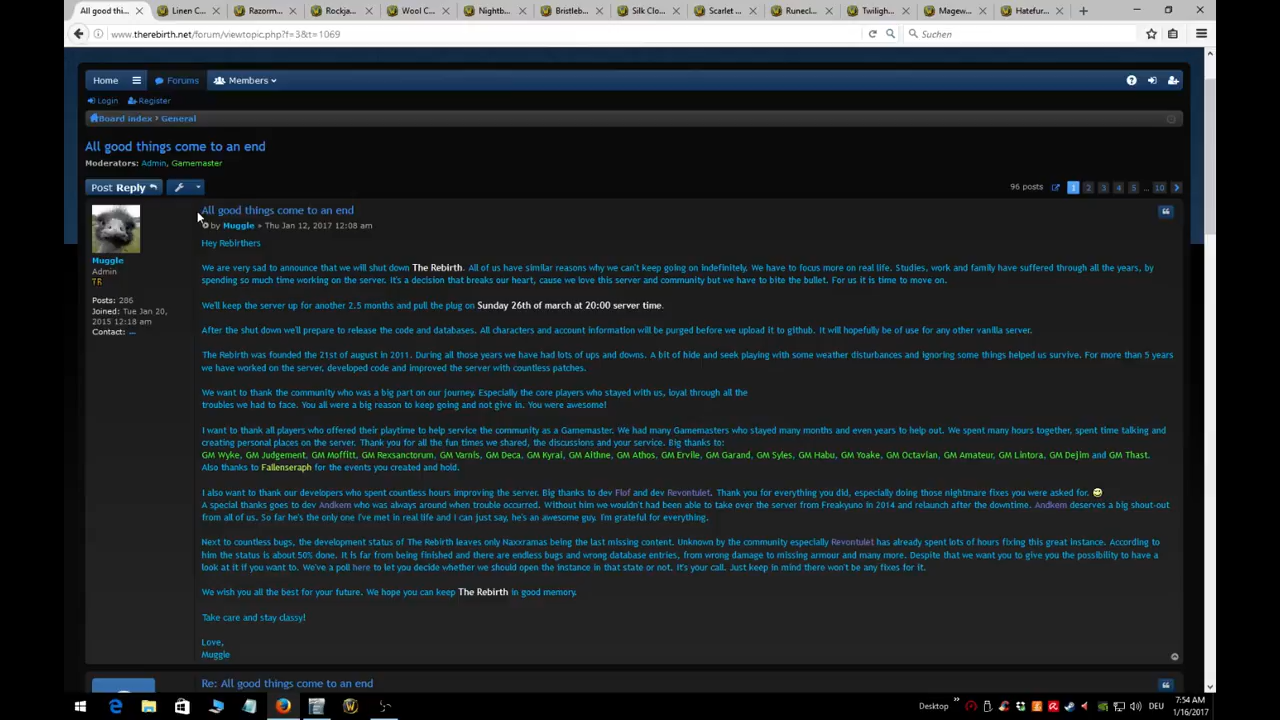 All good thi...
Linen C...
Razorm...
Rockja...
Wool C...
Nightb...
Bristleb...
Silk Clo...
Scarlet ...
Runecl...
Twiligh...
Magew...
Hatefur...
www.therebirth.net/forum/viewtopic.php?f=3&t=1069
Suchen
Home
Forums
Members
Login
Register
Board index › General
All good things come to an end
Moderators: Admin, Gamemaster
Post Reply
96 posts
1 2 3 4 5 ... 10
All good things come to an end
by Muggle » Thu Jan 12, 2017 12:08 am
Muggle
Admin
TR
Posts: 286
Joined: Tue Jan 20,
2015 12:18 am
Contact:
Hey Rebirthers
We are very sad to announce that we will shut down The Rebirth. All of us have similar reasons why we can't keep going on indefinitely. We have to focus more on real life. Studies, work and family have suffered through all the years, by
spending so much time working on the server. It's a decision that breaks our heart, cause we love this server and community but we have to bite the bullet. For us it is time to move on.
We'll keep the server up for another 2.5 months and pull the plug on Sunday 26th of march at 20:00 server time.
After the shut down we'll prepare to release the code and databases. All characters and account information will be purged before we upload it to github. It will hopefully be of use for any other vanilla server.
The Rebirth was founded the 21st of august in 2011. During all those years we have had lots of ups and downs. A bit of hide and seek playing with some weather disturbances and ignoring some things helped us survive. For more than 5 years
we have worked on the server, developed code and improved the server with countless patches.
We want to thank the community who was a big part on our journey. Especially the core players who stayed with us, loyal through all the
troubles we had to face. You all were a big reason to keep going and not give in. You were awesome!
I want to thank all players who offered their playtime to help service the community as a Gamemaster. We had many Gamemasters who stayed many months and even years to help out. We spent many hours together, spent time talking and
creating personal places on the server. Thank you for all the fun times we shared, the discussions and your service. Big thanks to:
GM Wyke, GM Judgement, GM Moffitt, GM Rexsanctorum, GM Varnis, GM Deca, GM Kyrai, GM Aithne, GM Athos, GM Ervile, GM Garand, GM Syles, GM Habu, GM Yoake, GM Octavian, GM Amateur, GM Lintora, GM Dejim and GM Thast.
Also thanks to Fallenseraph for the events you created and hold.
I also want to thank our developers who spent countless hours improving the server. Big thanks to dev Flof and dev Revontulet. Thank you for everything you did, especially doing those nightmare fixes you were asked for.
A special thanks goes to dev Andkem who was always around when trouble occurred. Without him we wouldn't had been able to take over the server from Freakyuno in 2014 and relaunch after the downtime. Andkem deserves a big shout-out
from all of us. So far he's the only one I've met in real life and I can just say, he's an awesome guy. I'm grateful for everything.
Next to countless bugs, the development status of The Rebirth leaves only Naxxramas being the last missing content. Unknown by the community especially Revontulet has already spent lots of hours fixing this great instance. According to
him the status is about 50% done. It is far from being finished and there are endless bugs and wrong database entries, from wrong damage to missing armour and many more. Despite that we want to you give you the possibility to have a
look at it if you want to. We've a poll here to let you decide whether we should open the instance in that state or not. It's your call. Just keep in mind there won't be any fixes for it.
We wish you all the best for your future. We hope you can keep The Rebirth in good memory.
Take care and stay classy!
Love,
Muggle
Re: All good things come to an end
Desktop
DEU
7:54 AM
1/16/2017